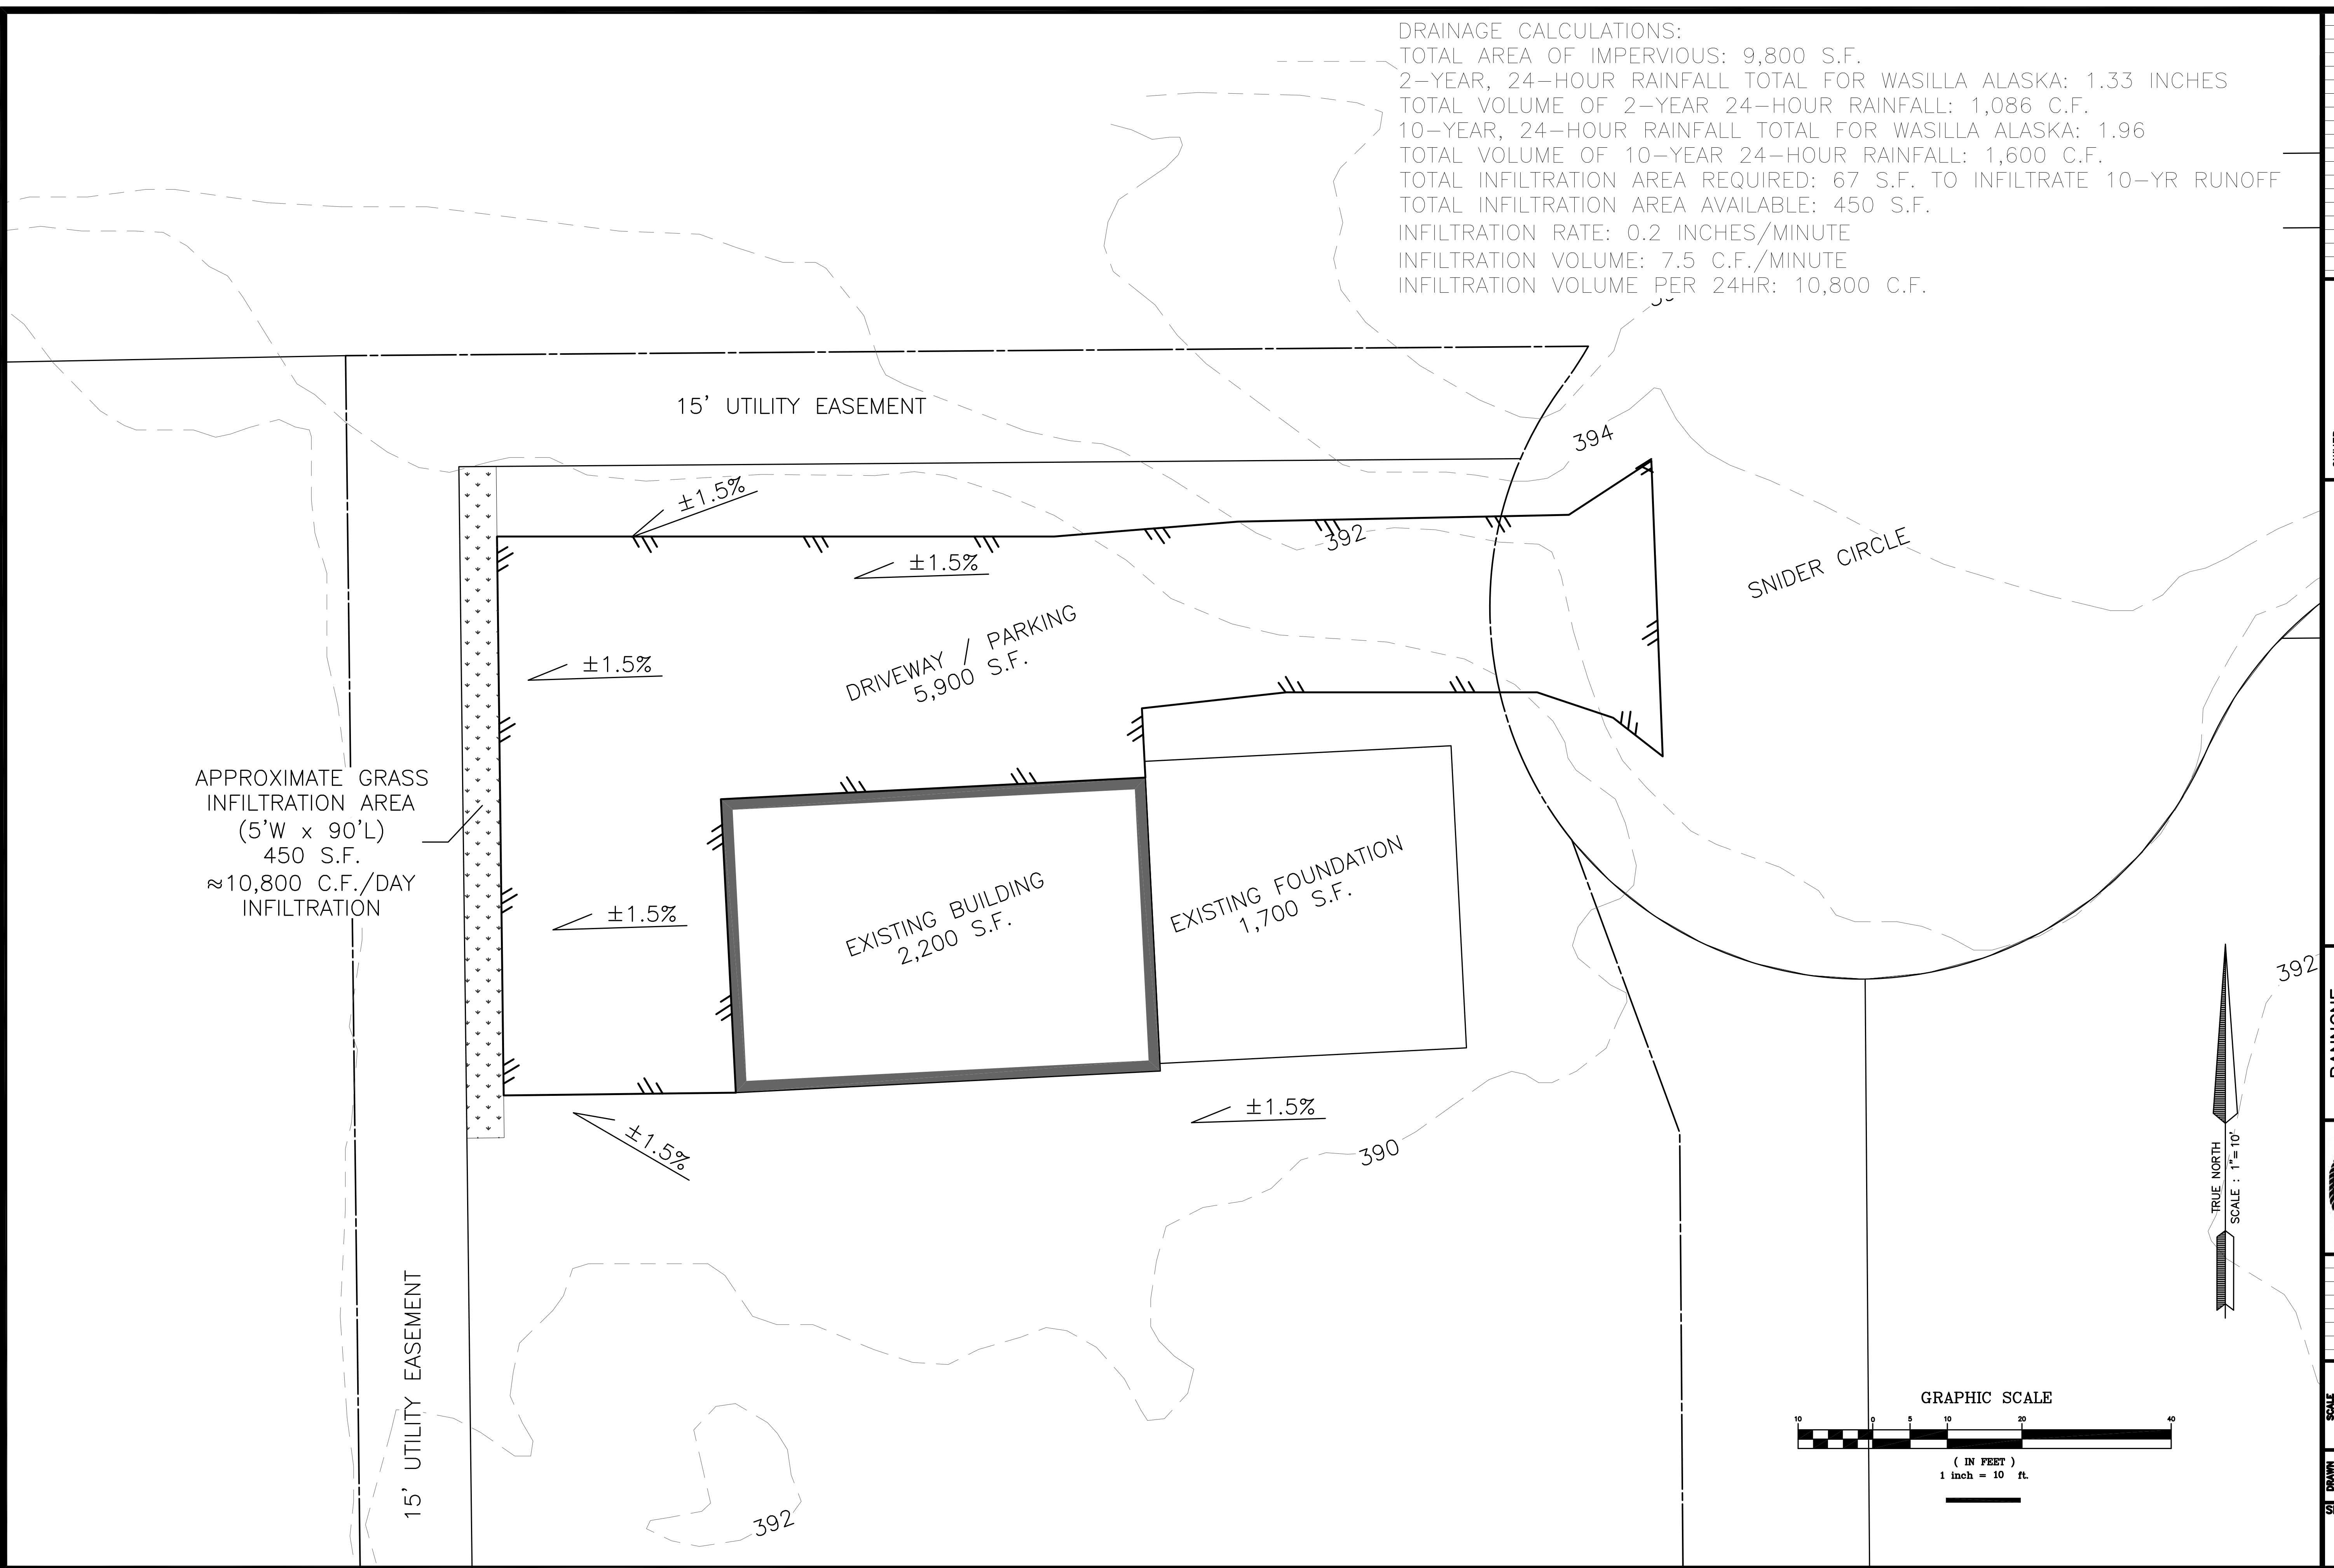 DRAINAGE CALCULATIONS:
TOTAL AREA OF IMPERVIOUS: 9,800 S.F.
2-YEAR, 24-HOUR RAINFALL TOTAL FOR WASILLA ALASKA: 1.33 INCHES
TOTAL VOLUME OF 2-YEAR 24-HOUR RAINFALL: 1,086 C.F.
10-YEAR, 24-HOUR RAINFALL TOTAL FOR WASILLA ALASKA: 1.96
TOTAL VOLUME OF 10-YEAR 24-HOUR RAINFALL: 1,600 C.F.
TOTAL INFILTRATION AREA REQUIRED: 67 S.F. TO INFILTRATE 10-YR RUNOFF
TOTAL INFILTRATION AREA AVAILABLE: 450 S.F.
INFILTRATION RATE: 0.2 INCHES/MINUTE
INFILTRATION VOLUME: 7.5 C.F./MINUTE
INFILTRATION VOLUME PER 24HR: 10,800 C.F.
15' UTILITY EASEMENT
394
±1.5%
392
±1.5%
SNIDER CIRCLE
DRIVEWAY / PARKING
5,900 S.F.
±1.5%
APPROXIMATE GRASS
INFILTRATION AREA
(5'W x 90'L)
450 S.F.
≈10,800 C.F./DAY
INFILTRATION
±1.5%
EXISTING BUILDING
2,200 S.F.
EXISTING FOUNDATION
1,700 S.F.
392
±1.5%
±1.5%
390
TRUE NORTH
SCALE : 1"= 10'
15' UTILITY EASEMENT
392
GRAPHIC SCALE
10 0 5 10 20 40
( IN FEET )
1 inch = 10 ft.
SCALE
DRAWN